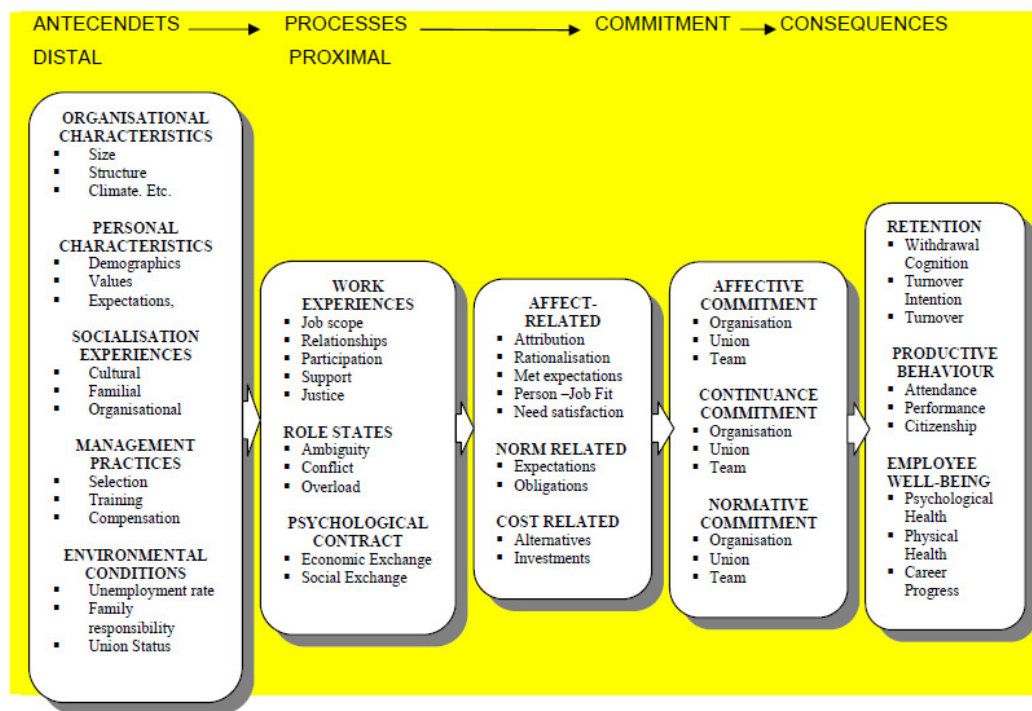 ANTECENDETS
PROCESSES
COMMITMENT
CONSEQUENCES
DISTAL
PROXIMAL
ORGANISATIONAL
CHARACTERISTICS
Size
Structure
Climate. Etc.
PERSONAL
CHARACTERISTICS
Demographics
Values
Expectations,
SOCIALISATION
EXPERIENCES
Cultural
Familial
Organisational
MANAGEMENT
PRACTICES
Selection
Training
Compensation
ENVIRONMENTAL
CONDITIONS
Unemployment rate
Family
responsibility
Union Status
WORK
EXPERIENCES
Job scope
Relationships
Participation
Support
Justice
ROLE STATES
Ambiguity
Conflict
Overload
PSYCHOLOGICAL
CONTRACT
Economic Exchange
Social Exchange
AFFECT-
RELATED
Attribution
Rationalisation
Met expectations
Person –Job Fit
Need satisfaction
NORM RELATED
Expectations
Obligations
COST RELATED
Alternatives
Investments
AFFECTIVE
COMMITMENT
Organisation
Union
Team
CONTINUANCE
COMMITMENT
Organisation
Union
Team
NORMATIVE
COMMITMENT
Organisation
Union
Team
RETENTION
Withdrawal
Cognition
Turnover
Intention
Turnover
PRODUCTIVE
BEHAVIOUR
Attendance
Performance
Citizenship
EMPLOYEE
WELL-BEING
Psychological
Health
Physical
Health
Career
Progress